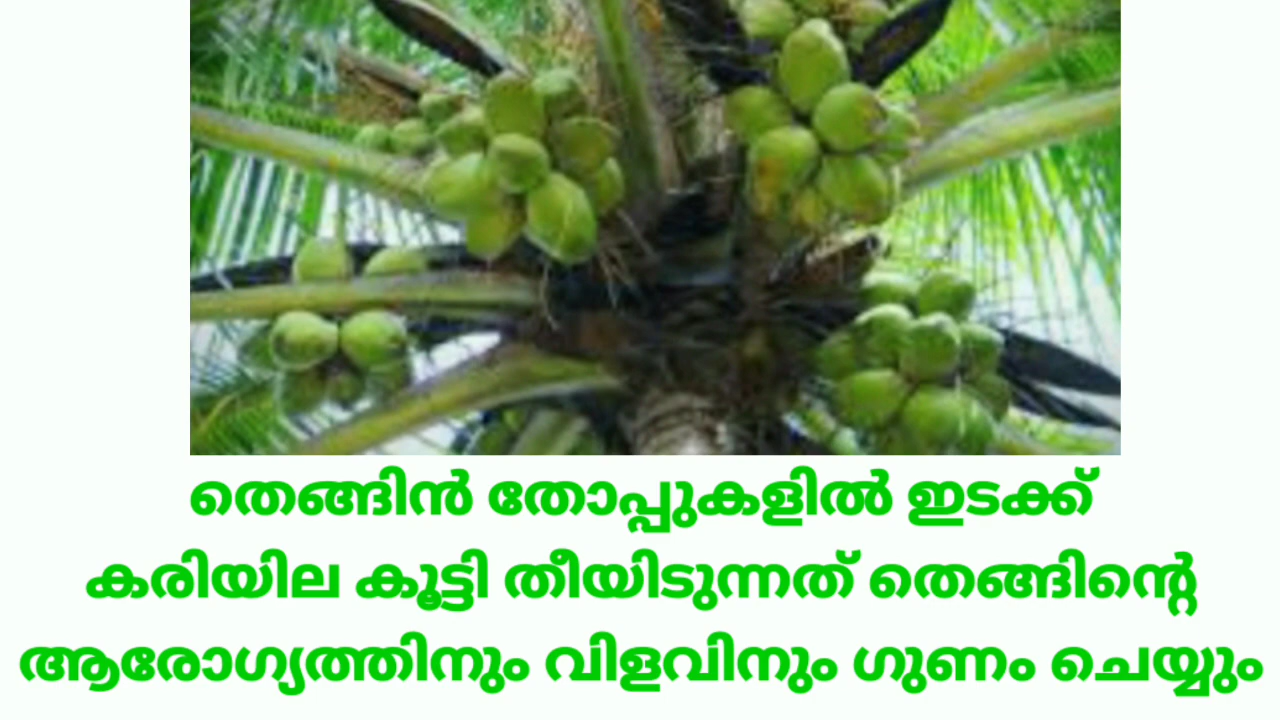 തെങ്ങിൻ തോപ്പുകളിൽ ഇടക്ക്
കരിയില കൂട്ടി തീയിടുന്നത് തെങ്ങിന്റെ
ആരോഗ്യത്തിനും വിളവിനും ഗുണം ചെയ്യും